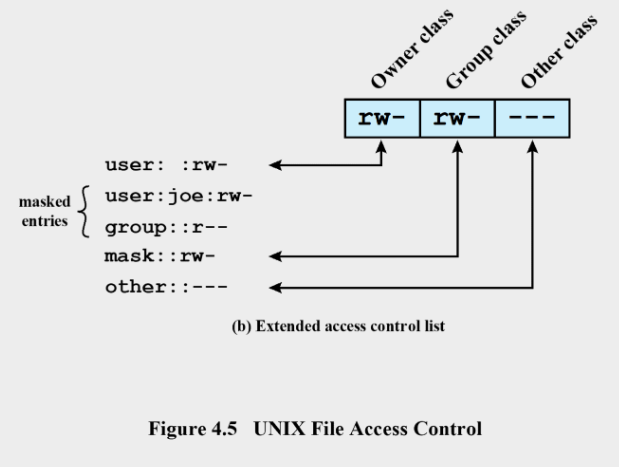 Owner class
Group class
Other class
rw-
rw-
---
user: :rw-
masked
entries
user:joe:rw-
group::r--
mask::rw-
other::---
(b) Extended access control list
Figure 4.5 UNIX File Access Control